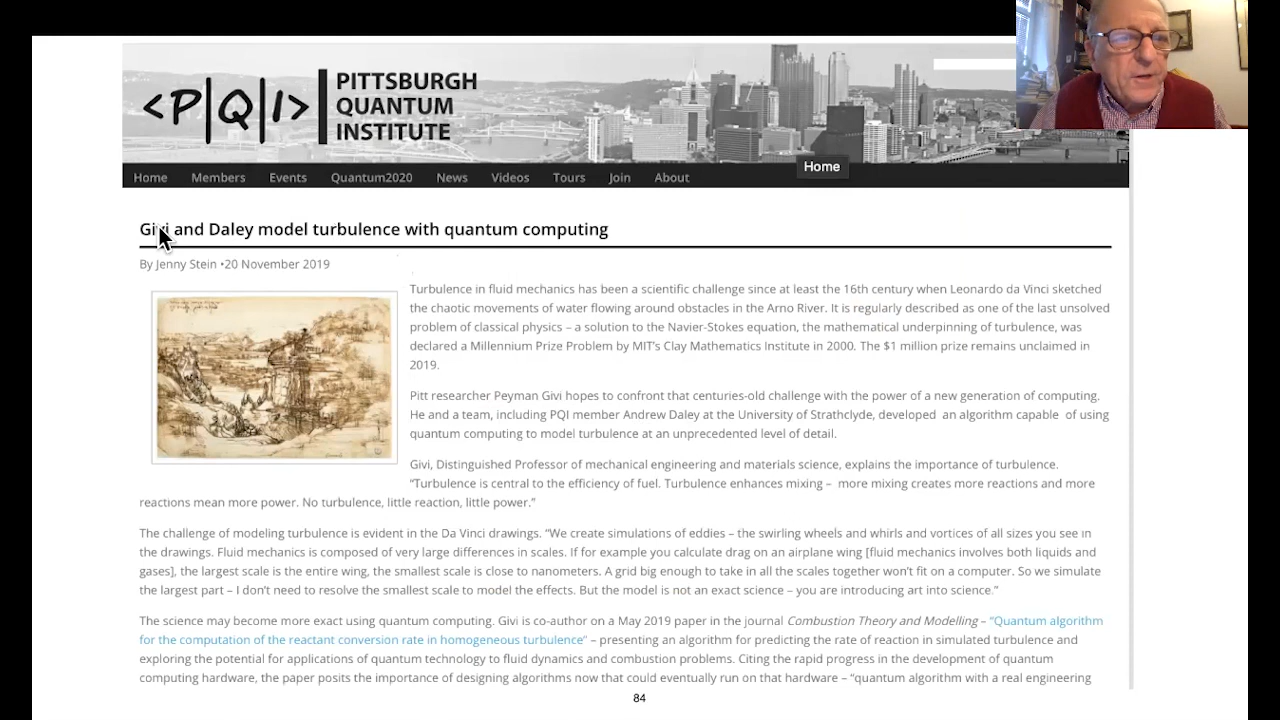 <P|Q|I>
PITTSBURGH
QUANTUM
INSTITUTE
Home
Home Members Events Quantum2020 News Videos Tours Join About
Givi and Daley model turbulence with quantum computing
By Jenny Stein •20 November 2019
Turbulence in fluid mechanics has been a scientific challenge since at least the 16th century when Leonardo da Vinci sketched
the chaotic movements of water flowing around obstacles in the Arno River. It is regularly described as one of the last unsolved
problem of classical physics – a solution to the Navier-Stokes equation, the mathematical underpinning of turbulence, was
declared a Millennium Prize Problem by MIT's Clay Mathematics Institute in 2000. The $1 million prize remains unclaimed in
2019.
Pitt researcher Peyman Givi hopes to confront that centuries-old challenge with the power of a new generation of computing.
He and a team, including PQI member Andrew Daley at the University of Strathclyde, developed an algorithm capable of using
quantum computing to model turbulence at an unprecedented level of detail.
Givi, Distinguished Professor of mechanical engineering and materials science, explains the importance of turbulence.
"Turbulence is central to the efficiency of fuel. Turbulence enhances mixing – more mixing creates more reactions and more
reactions mean more power. No turbulence, little reaction, little power."
The challenge of modeling turbulence is evident in the Da Vinci drawings. "We create simulations of eddies – the swirling wheels and whirls and vortices of all sizes you see in
the drawings. Fluid mechanics is composed of very large differences in scales. If for example you calculate drag on an airplane wing [fluid mechanics involves both liquids and
gases], the largest scale is the entire wing, the smallest scale is close to nanometers. A grid big enough to take in all the scales together won't fit on a computer. So we simulate
the largest part – I don't need to resolve the smallest scale to model the effects. But the model is not an exact science – you are introducing art into science."
The science may become more exact using quantum computing. Givi is co-author on a May 2019 paper in the journal Combustion Theory and Modelling – "Quantum algorithm
for the computation of the reactant conversion rate in homogeneous turbulence" – presenting an algorithm for predicting the rate of reaction in simulated turbulence and
exploring the potential for applications of quantum technology to fluid dynamics and combustion problems. Citing the rapid progress in the development of quantum
computing hardware, the paper posits the importance of designing algorithms now that could eventually run on that hardware – "quantum algorithm with a real engineering
84